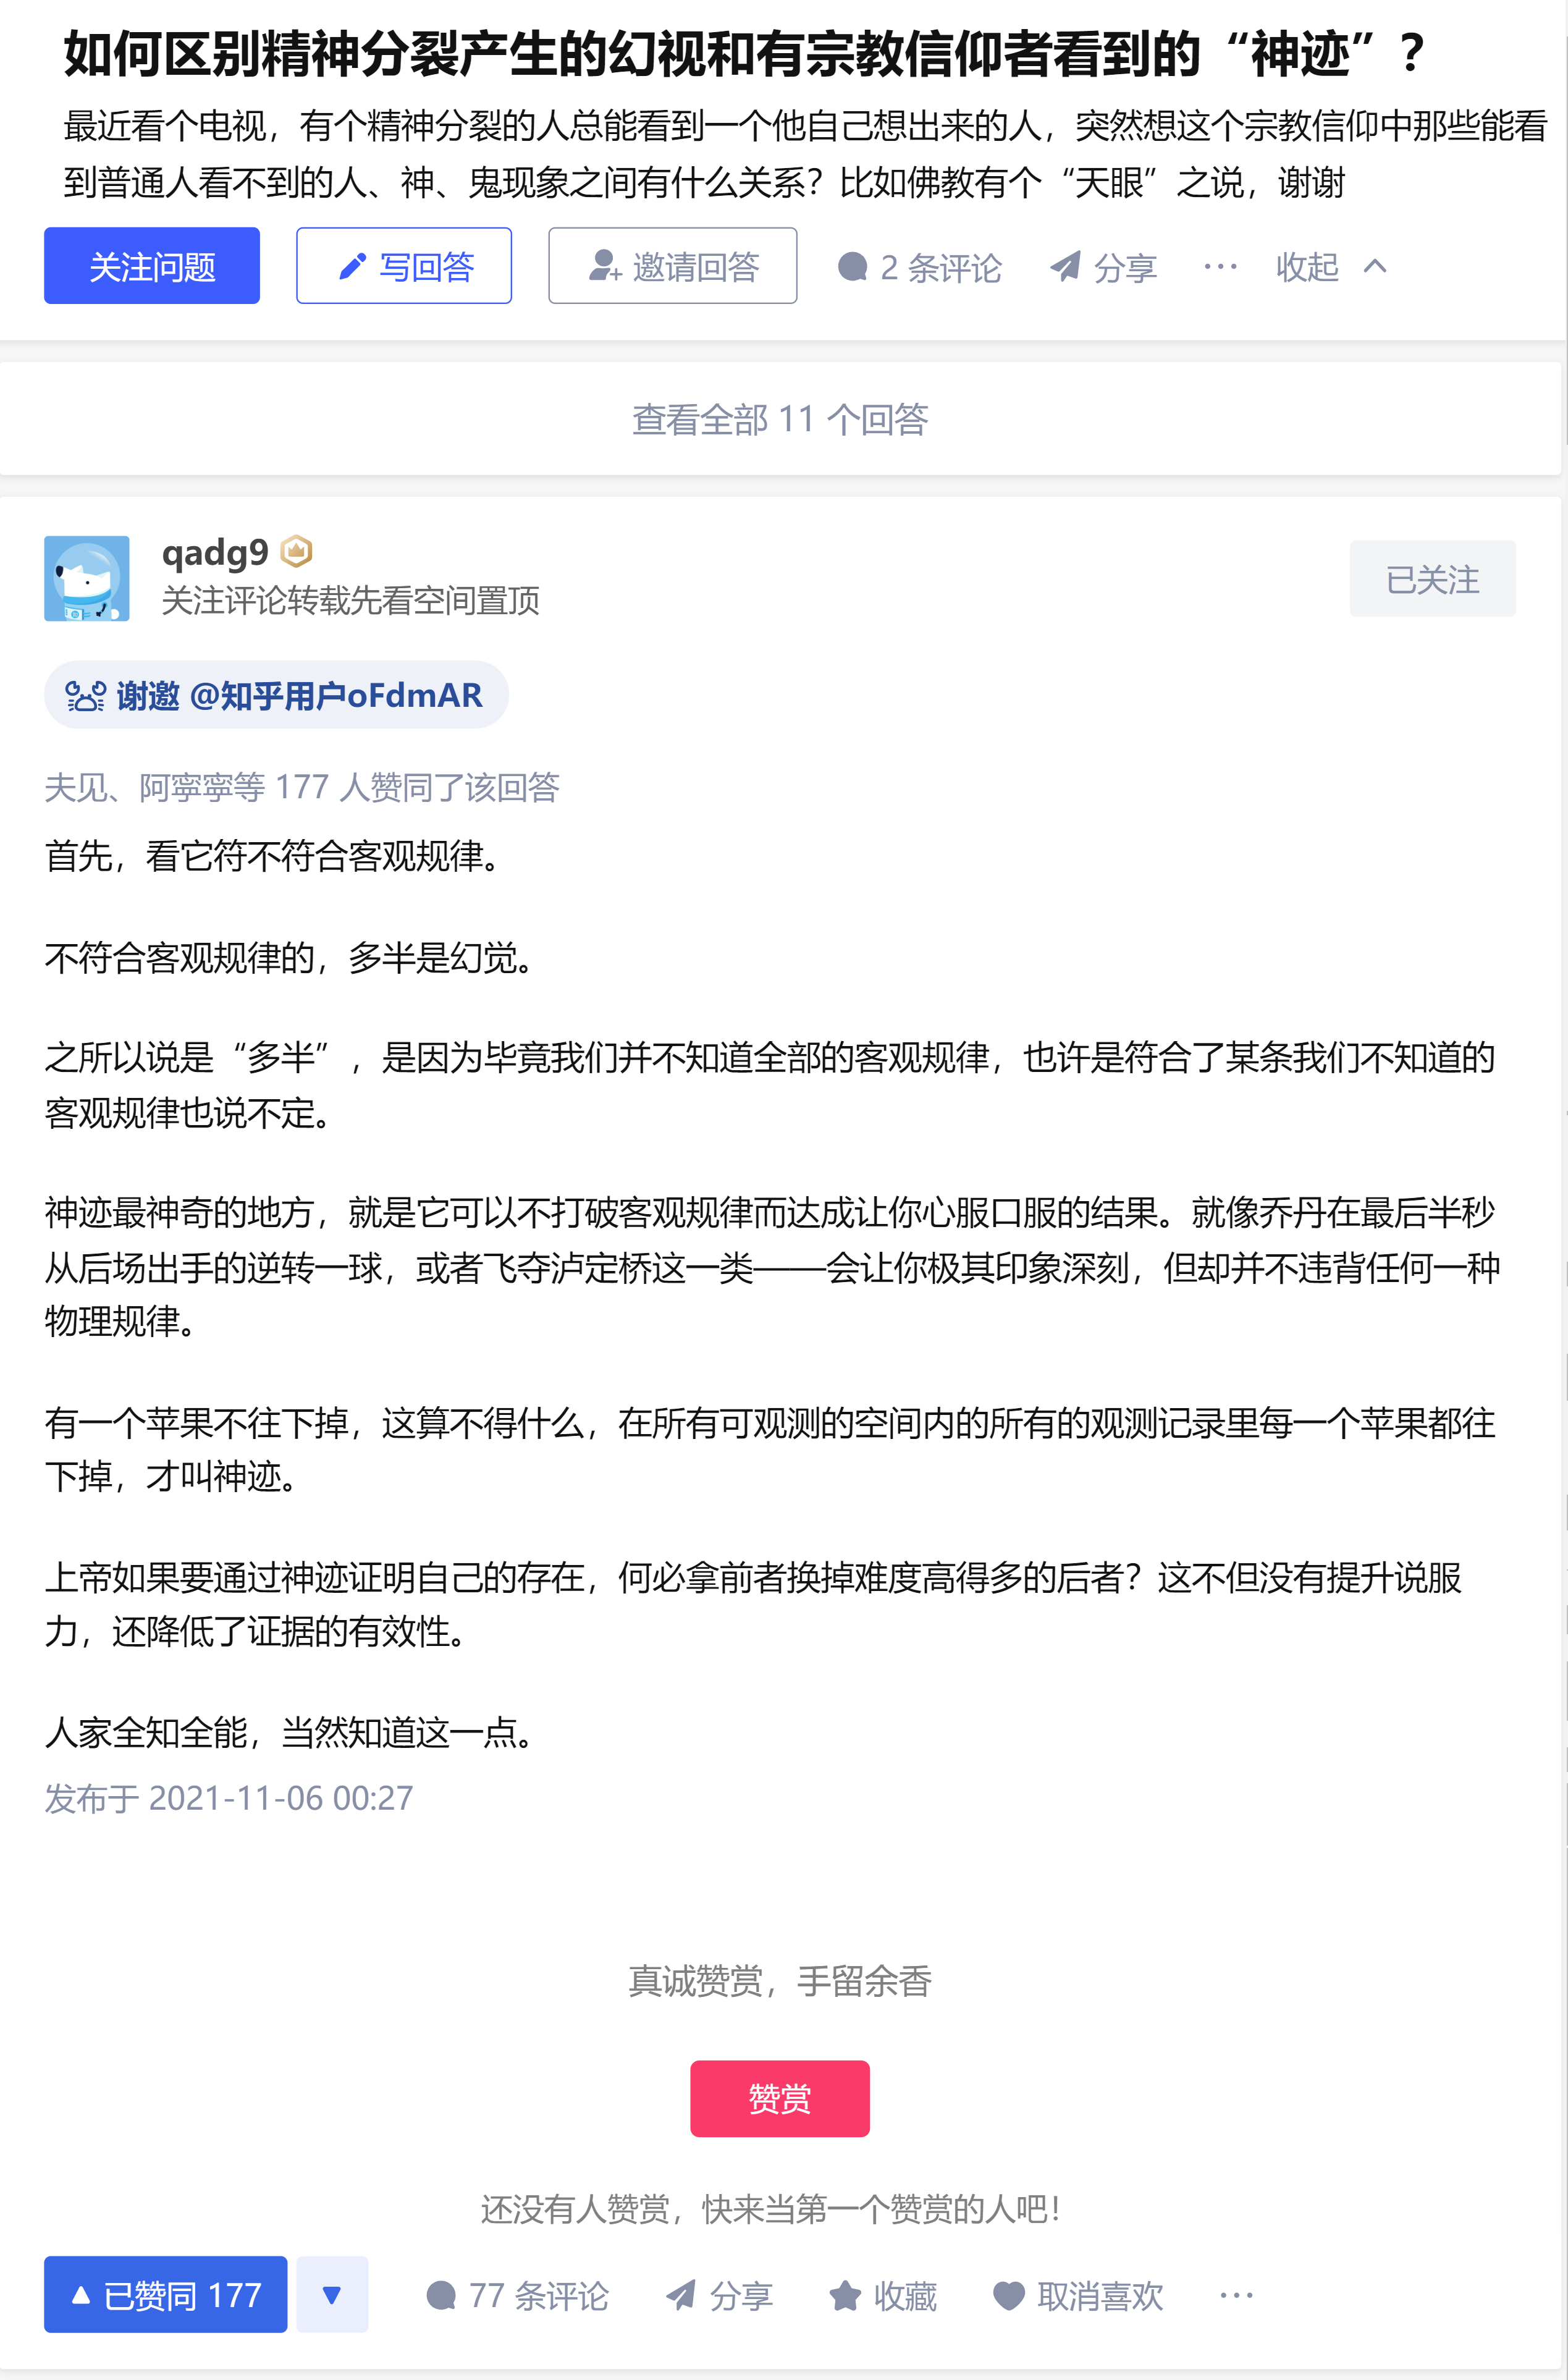 如何区别精神分裂产生的幻视和有宗教信仰者看到的“神迹”?
最近看个电视，有个精神分裂的人总能看到一个他自己想出来的人，突然想这个宗教信仰中那些能看
到普通人看不到的人、神、鬼现象之间有什么关系？比如佛教有个“天眼”之说，谢谢
关注问题 写回答 邀请回答 2 条评论 分享 ··· 收起
查看全部 11 个回答
qadg9
关注评论转载先看空间置顶
已关注
谢邀 @知乎用户oFdmAR
夫见、阿寧寧等 177 人赞同了该回答
首先，看它符不符合客观规律。
不符合客观规律的，多半是幻觉。
之所以说是“多半”，是因为毕竟我们并不知道全部的客观规律，也许是符合了某条我们不知道的
客观规律也说不定。
神迹最神奇的地方，就是它可以不打破客观规律而达成让你心服口服的结果。就像乔丹在最后半秒
从后场出手的逆转一球，或者飞夺泸定桥这一类——会让你极其印象深刻，但却并不违背任何一种
物理规律。
有一个苹果不往下掉，这算不得什么，在所有可观测的空间内的所有的观测记录里每一个苹果都往
下掉，才叫神迹。
上帝如果要通过神迹证明自己的存在，何必拿前者换掉难度高得多的后者？这不但没有提升说服
力，还降低了证据的有效性。
人家全知全能，当然知道这一点。
发布于 2021-11-06 00:27
真诚赞赏，手留余香
赞赏
还没有人赞赏，快来当第一个赞赏的人吧！
已赞同 177 77 条评论 分享 收藏 取消喜欢 ···